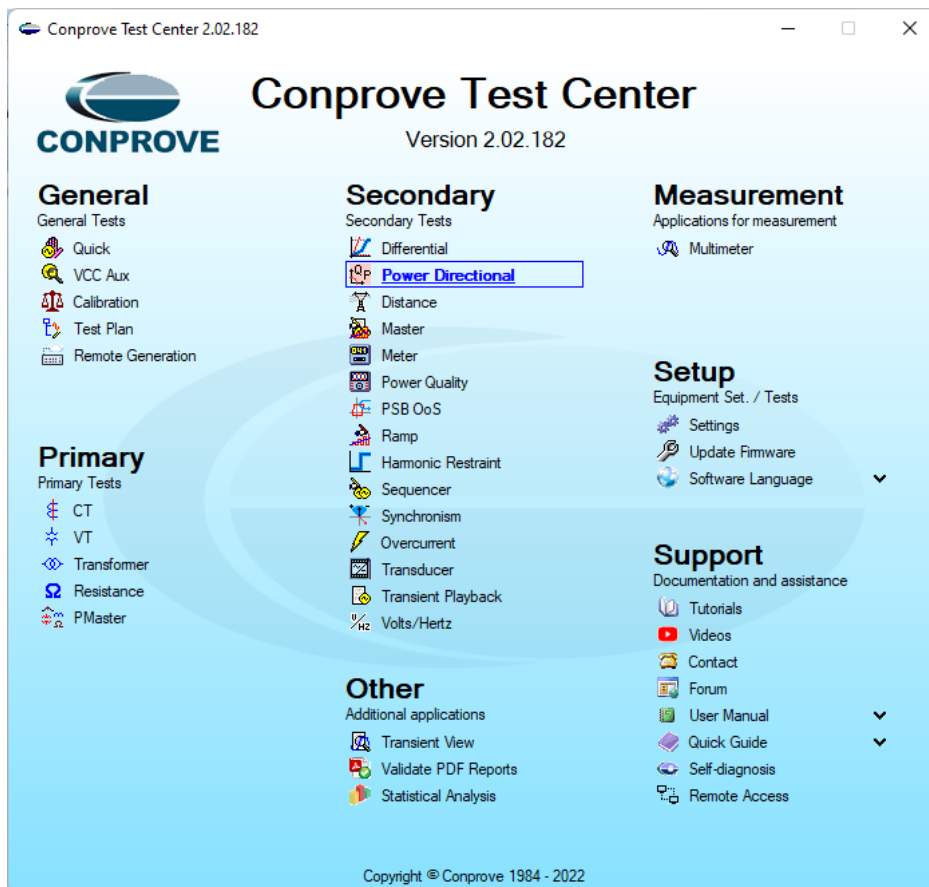 Conprove Test Center 2.02.182
CONPROVE
Conprove Test Center
Version 2.02.182
General
General Tests
Quick
VCC Aux
Calibration
Test Plan
Remote Generation
Primary
Primary Tests
CT
VT
Transformer
Resistance
PMaster
Secondary
Secondary Tests
Differential
Power Directional
Distance
Master
Meter
Power Quality
PSB OoS
Ramp
Harmonic Restraint
Sequencer
Synchronism
Overcurrent
Transducer
Transient Playback
Volts/Hertz
Other
Additional applications
Transient View
Validate PDF Reports
Statistical Analysis
Measurement
Applications for measurement
Multimeter
Setup
Equipment Set. / Tests
Settings
Update Firmware
Software Language
Support
Documentation and assistance
Tutorials
Videos
Contact
Forum
User Manual
Quick Guide
Self-diagnosis
Remote Access
Copyright © Conprove 1984 - 2022